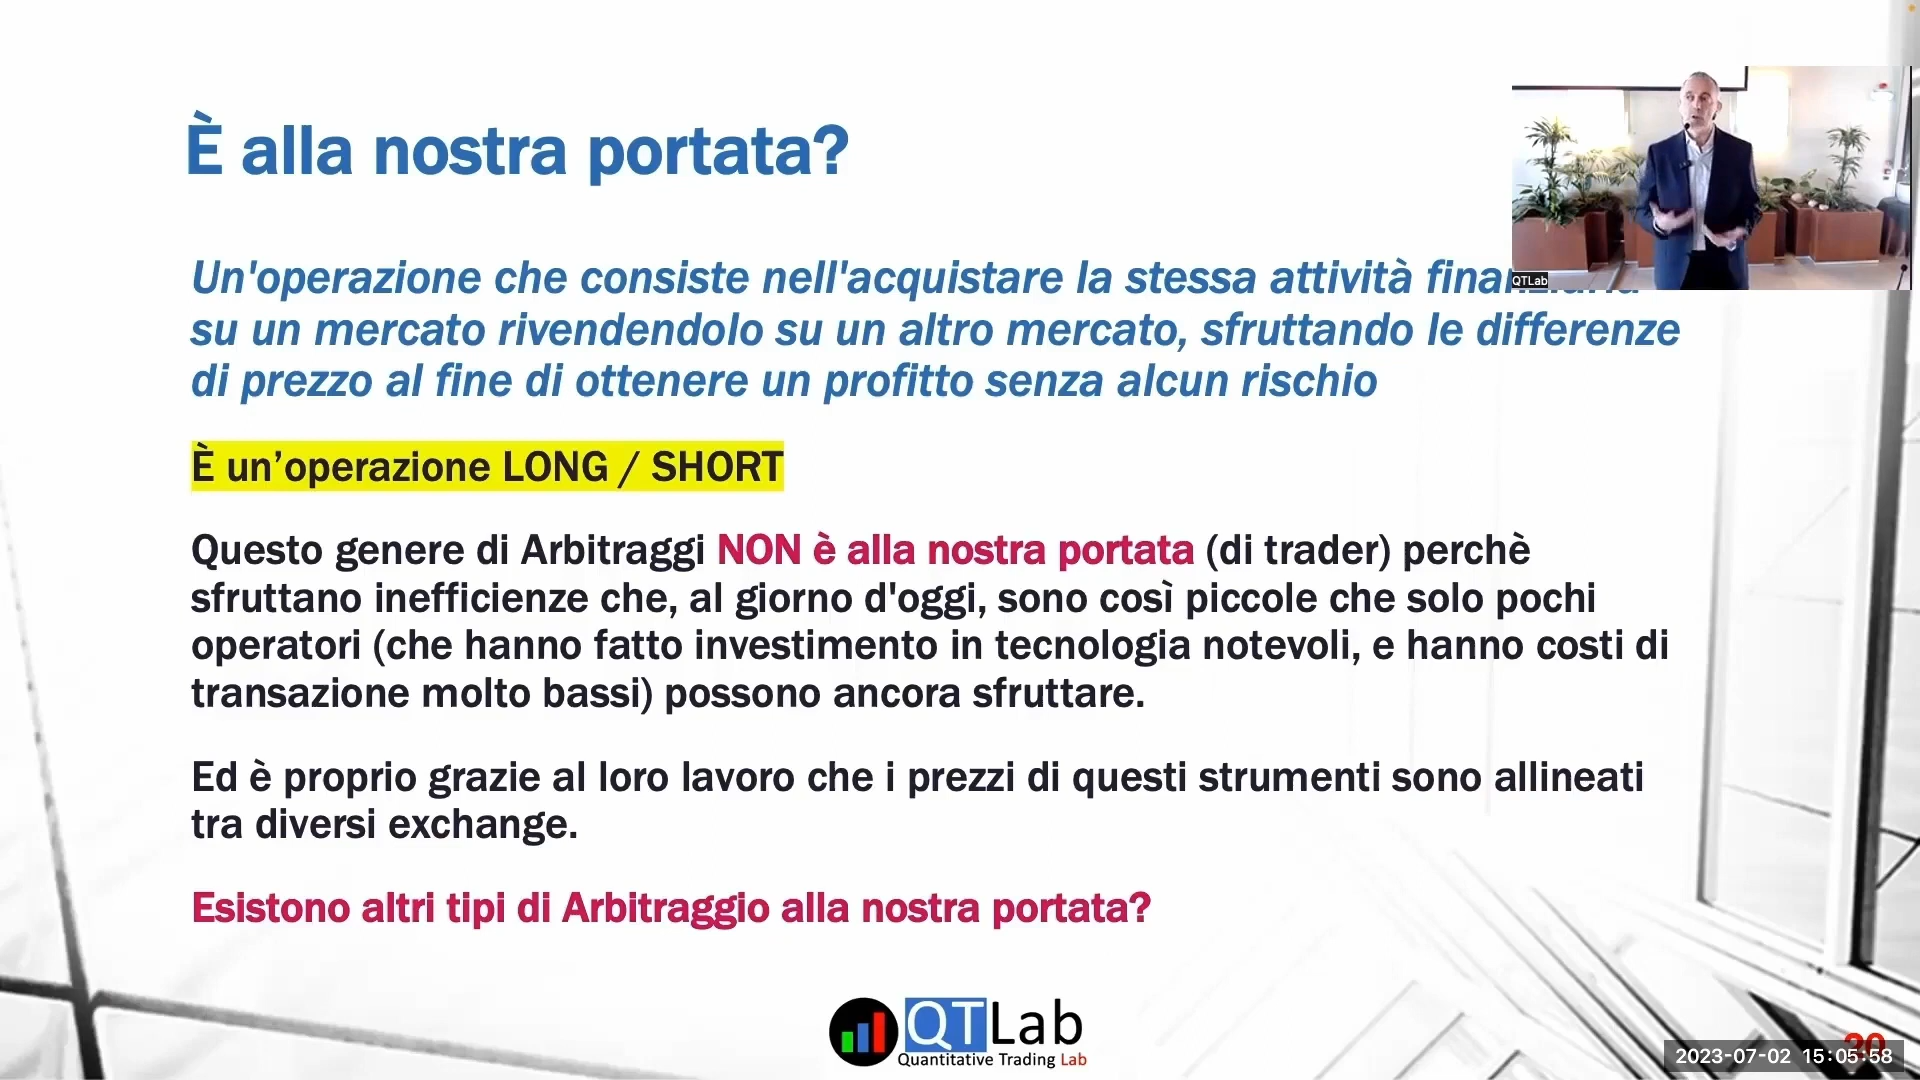 È alla nostra portata?
Un'operazione che consiste nell'acquistare la stessa attività
su un mercato rivendendolo su un altro mercato, sfruttando le differenze
di prezzo al fine di ottenere un profitto senza alcun rischio
È un’operazione LONG / SHORT
Questo genere di Arbitraggi NON è alla nostra portata (di trader) perchè
sfruttano inefficienze che, al giorno d'oggi, sono così piccole che solo pochi
operatori (che hanno fatto investimento in tecnologia notevoli, e hanno costi di
transazione molto bassi) possono ancora sfruttare.
Ed è proprio grazie al loro lavoro che i prezzi di questi strumenti sono allineati
tra diversi exchange.
Esistono altri tipi di Arbitraggio alla nostra portata?
QTLab
QTLab
Quantitative Trading Lab
2023-07-02 15:05:58